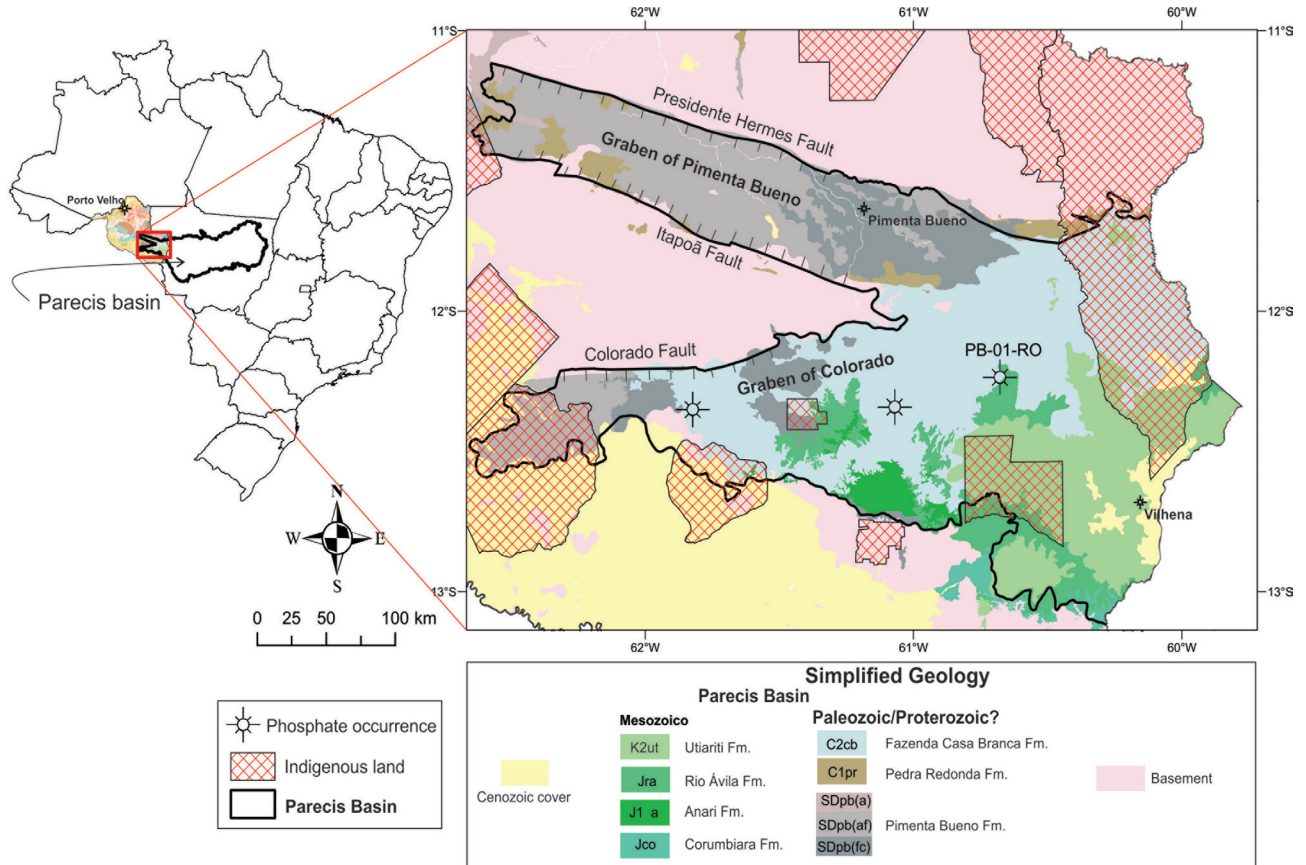 62°W
61°W
60°W
11°S
11°S
Presidente Hermes Fault
Graben of Pimenta Bueno
Porto Velho
Pimenta Bueno
Itapoã Fault
Parecis basin
12°S
12°S
Colorado Fault
PB-01-RO
Graben of Colorado
Vilhena
N
W
E
S
13°S
13°S
0 25 50 100 km
62°W
61°W
60°W
Simplified Geology
Parecis Basin
Mesozoico
Paleozoic/Proterozoic?
Phosphate occurrence
Indigenous land
Parecis Basin
Cenozoic cover
K2ut Utiariti Fm.
Jra Rio Ávila Fm.
J1 a Anari Fm.
Jco Corumbiara Fm.
C2cb Fazenda Casa Branca Fm.
C1pr Pedra Redonda Fm.
SDpb(a)
SDpb(af) Pimenta Bueno Fm.
SDpb(fc)
Basement